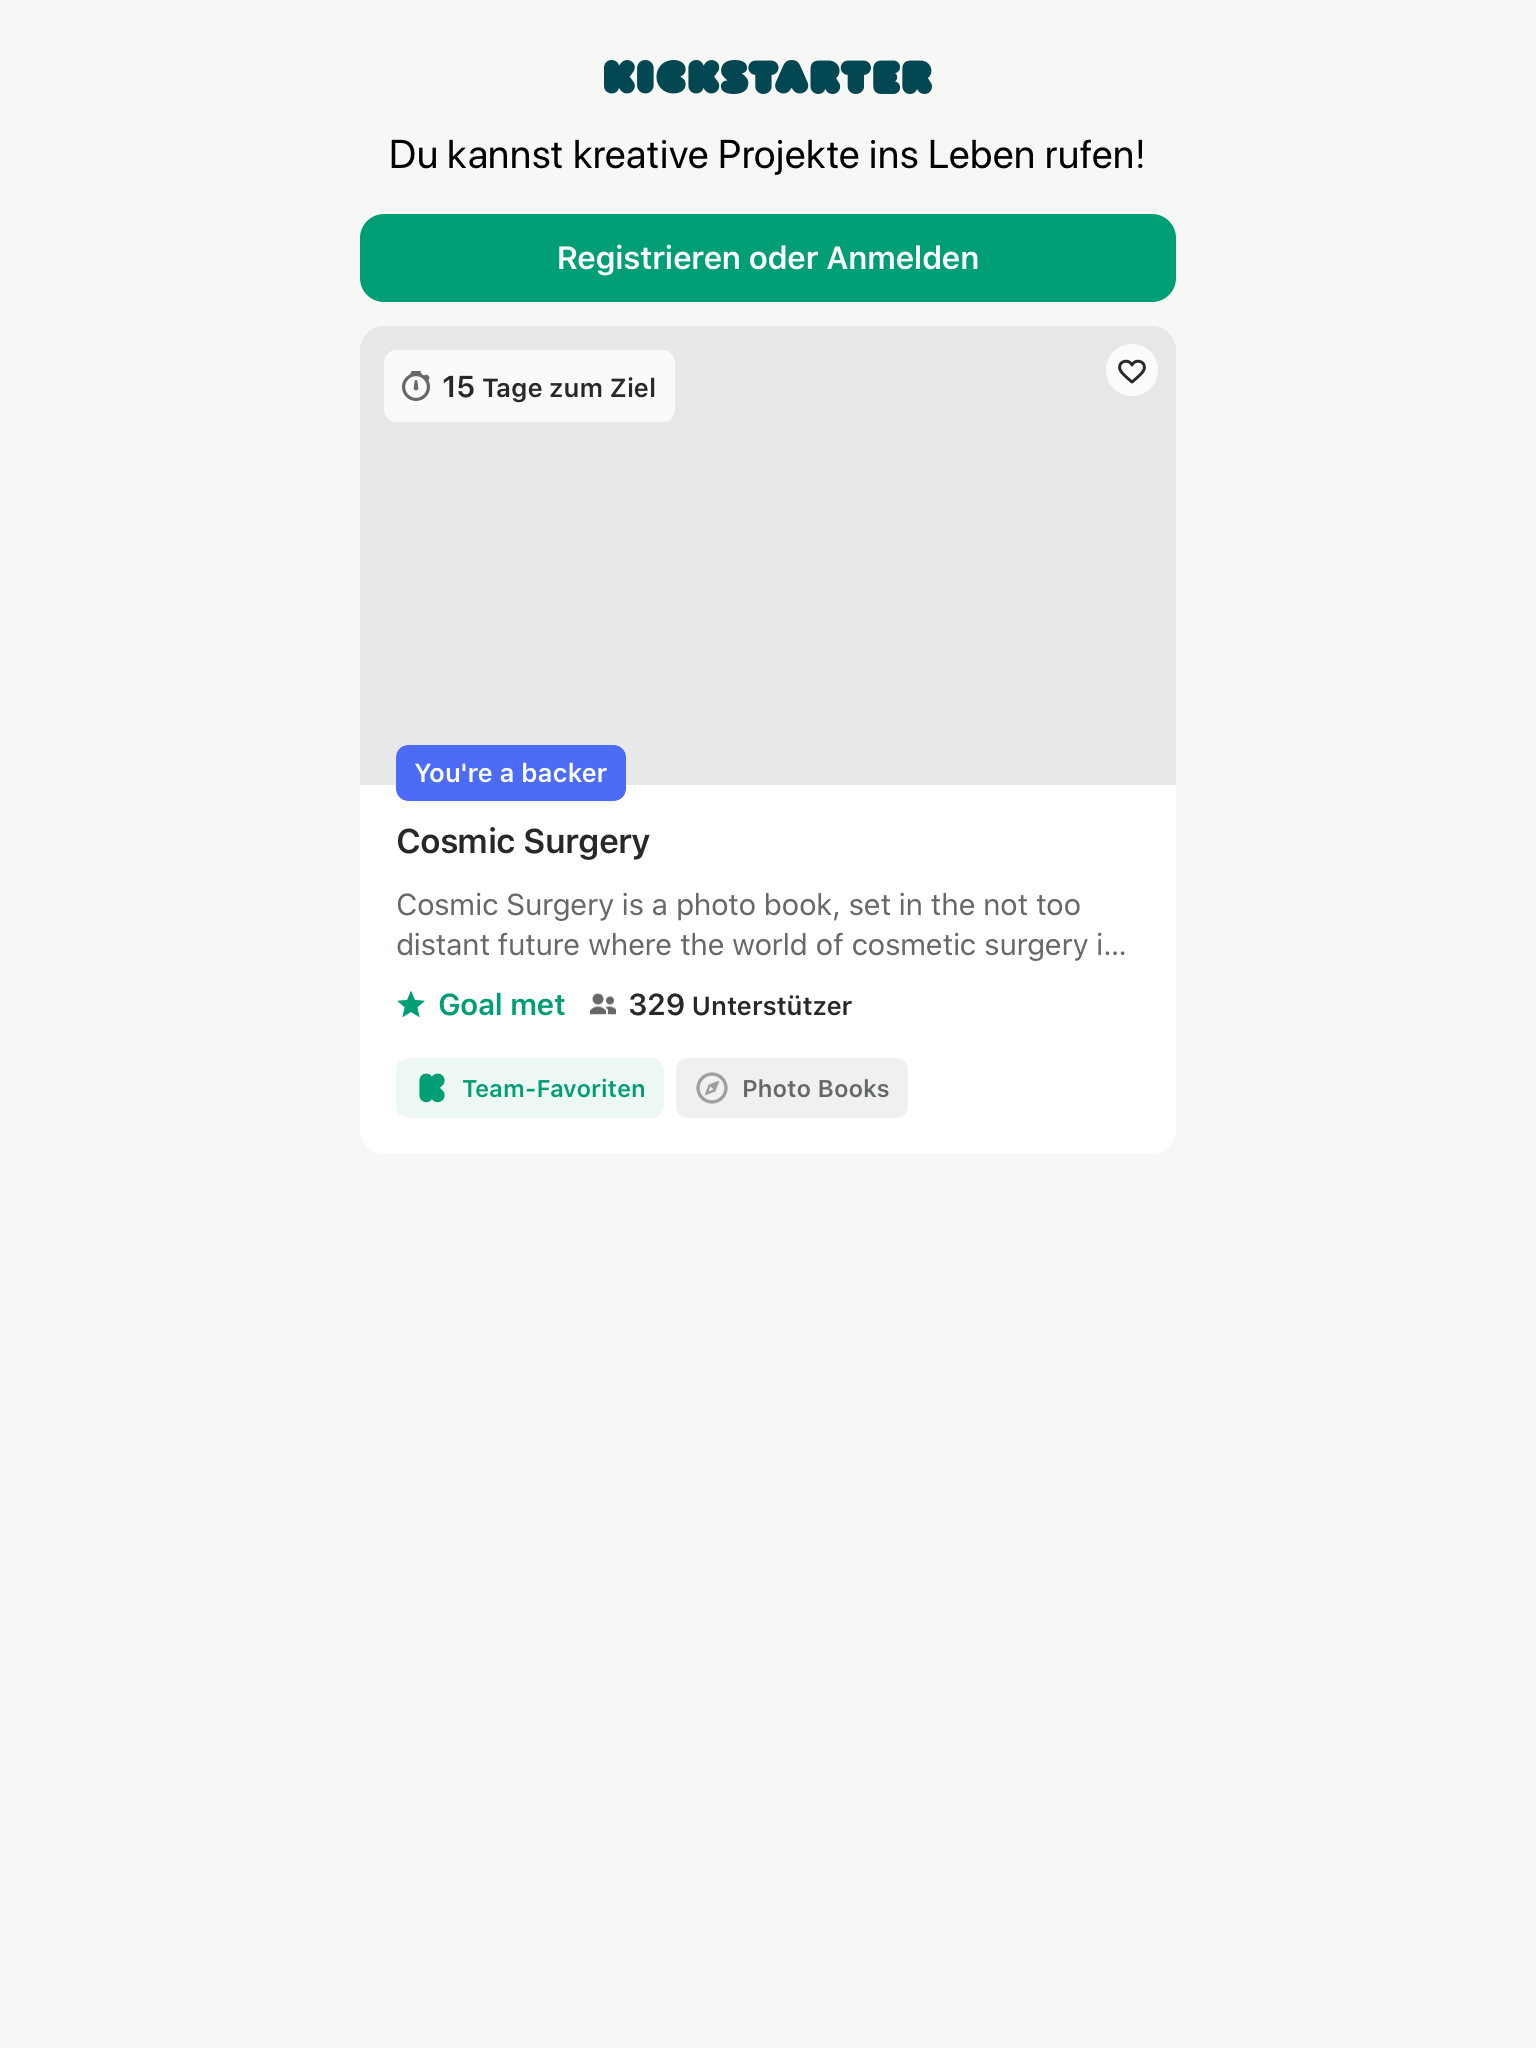 KICKSTARTER
Du kannst kreative Projekte ins Leben rufen!
Registrieren oder Anmelden
15 Tage zum Ziel
You're a backer
Cosmic Surgery
Cosmic Surgery is a photo book, set in the not too
distant future where the world of cosmetic surgery i...
Goal met 329 Unterstützer
Team-Favoriten Photo Books